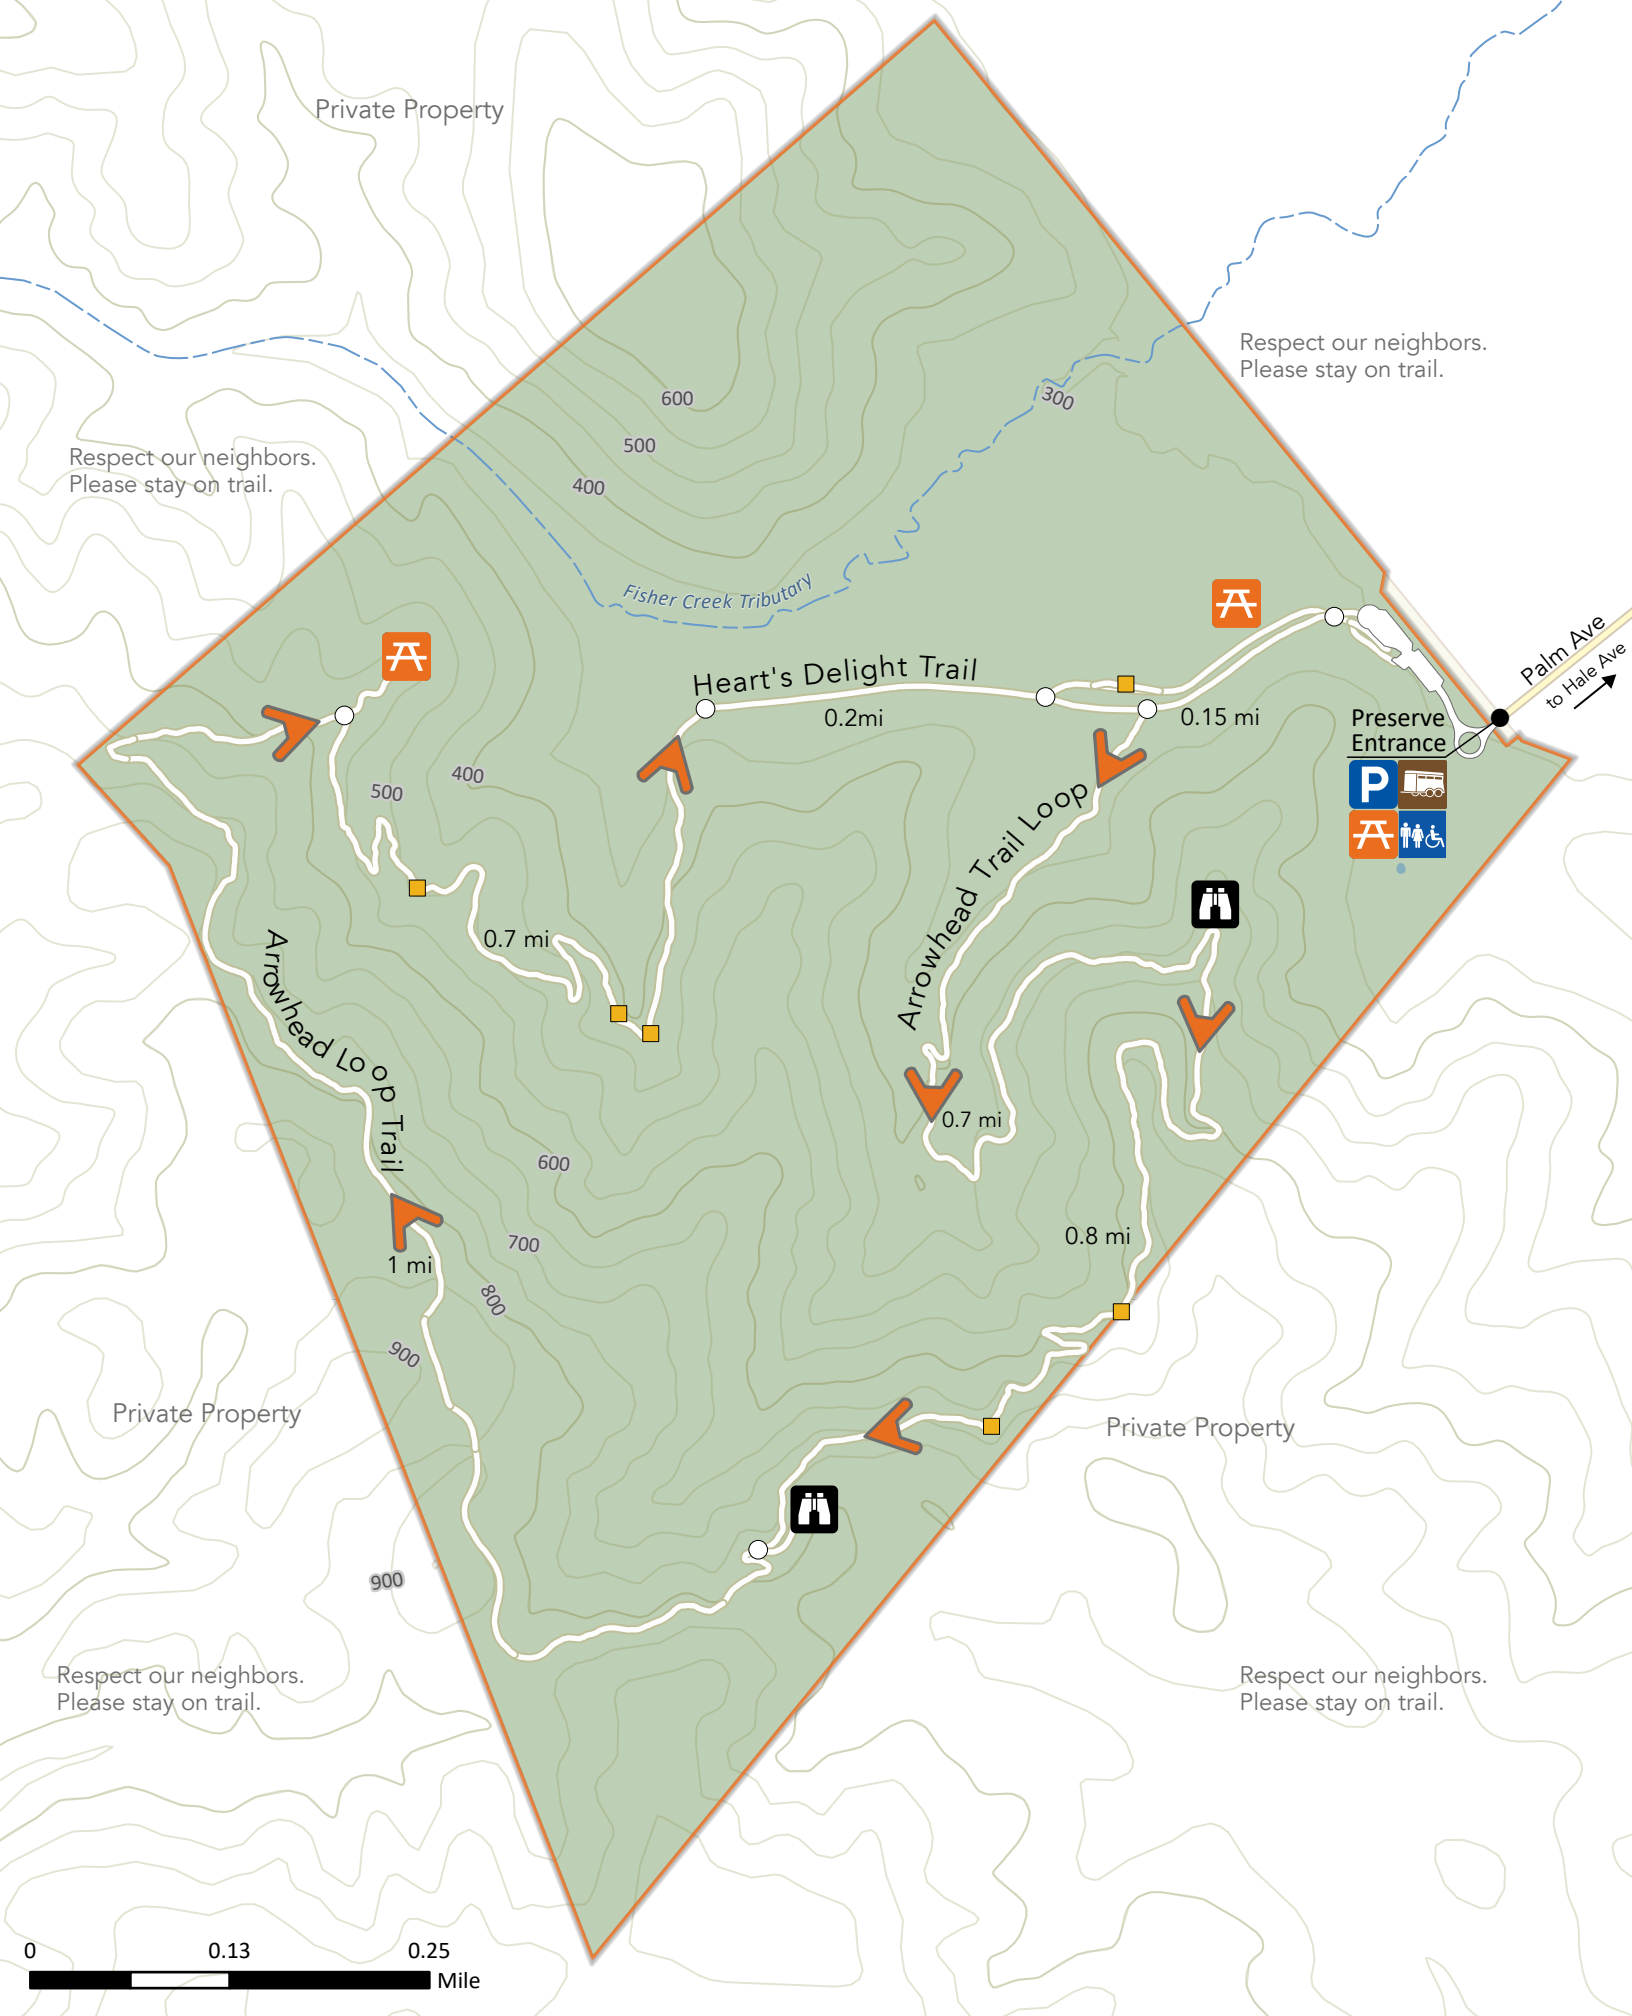 Private Property
Respect our neighbors.
Please stay on trail.
600
300
500
Respect our neighbors.
Please stay on trail.
400
Fisher Creek Tributary
Palm Ave
to Hale Ave
Heart's Delight Trail
0.2mi
0.15 mi
Preserve
Entrance
P
400
500
Arrowhead Trail Loop
0.7 mi
Arrowhead Loop Trail
0.7 mi
600
0.8 mi
700
1 mi
800
900
Private Property
Private Property
900
Respect our neighbors.
Please stay on trail.
Respect our neighbors.
Please stay on trail.
0 0.13 0.25
Mile